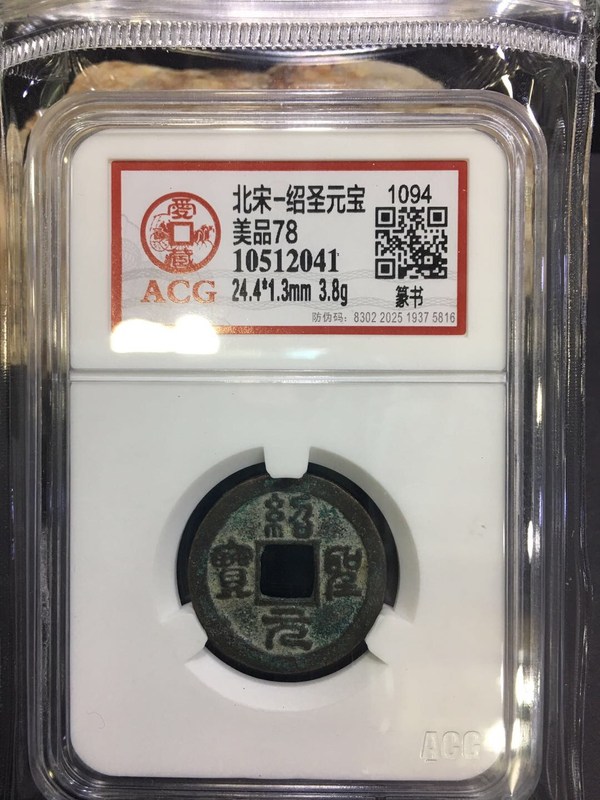 北宋-绍圣元宝 1094
美品78
10512041
ACG 24.4*1.3mm 3.8g 篆书
防伪码: 8302 2025 1937 5816
紹
寶 聖
元
ACG